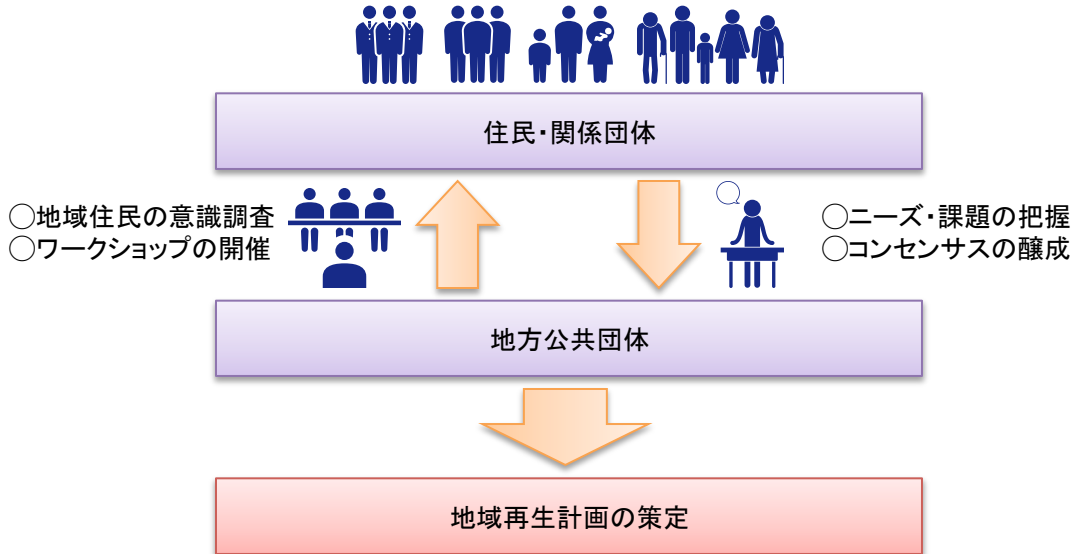 住民・関係団体
◯地域住民の意識調査
◯ワークショップの開催
◯ニーズ・課題の把握
◯コンセンサスの醸成
地方公共団体
地域再生計画の策定